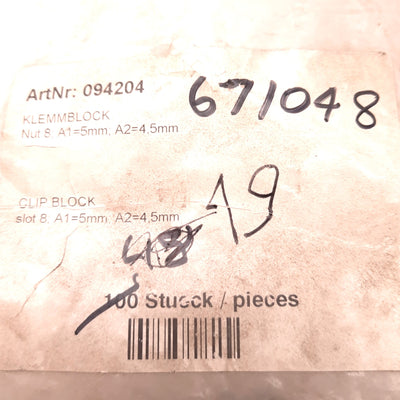 ArtNr: 094204
671048
KLEMMBLOCK
Nut 8, A1=5mm, A2=4,5mm
CLIP BLOCK
slot 8, A1=5mm, A2=4,5mm
19
48
100 Stueck / pieces